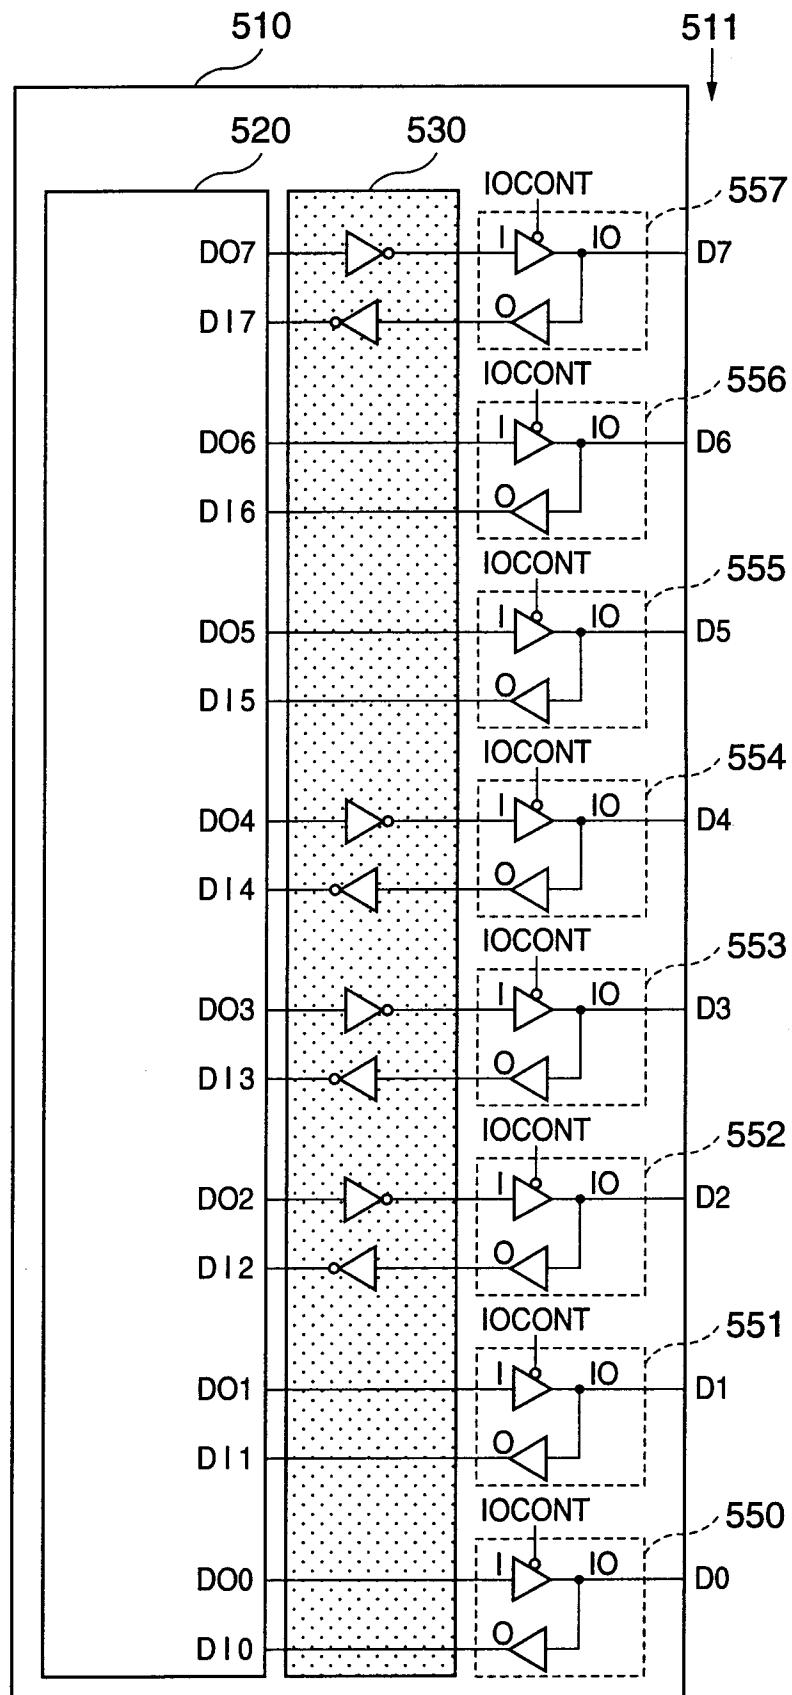 510
511
520
530
IOCONT
557
DO7
I
IO
D7
DI7
O
IOCONT
556
DO6
I
IO
D6
DI6
O
IOCONT
555
DO5
I
IO
D5
DI5
O
IOCONT
554
DO4
I
IO
D4
DI4
O
IOCONT
553
DO3
I
IO
D3
DI3
O
IOCONT
552
DO2
I
IO
D2
DI2
O
IOCONT
551
DO1
I
IO
D1
DI1
O
IOCONT
550
DO0
I
IO
D0
DI0
O